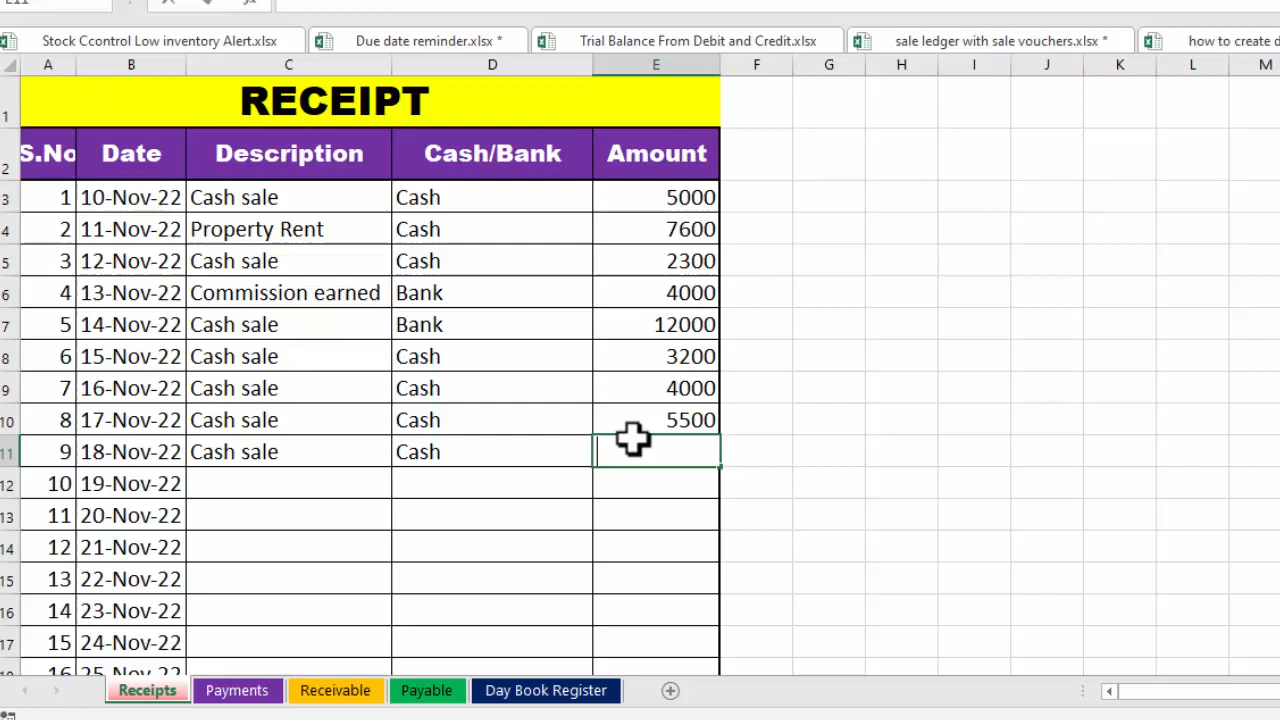 Stock Ccontrol Low inventory Alert.xlsx Due date reminder.xlsx * Trial Balance From Debit and Credit.xlsx sale ledger with sale vouchers.xlsx * how to create d
A B C D E F G H I J K L M
1 RECEIPT
2 S.No Date Description Cash/Bank Amount
3 1 10-Nov-22 Cash sale Cash 5000
4 2 11-Nov-22 Property Rent Cash 7600
5 3 12-Nov-22 Cash sale Cash 2300
6 4 13-Nov-22 Commission earned Bank 4000
7 5 14-Nov-22 Cash sale Bank 12000
8 6 15-Nov-22 Cash sale Cash 3200
9 7 16-Nov-22 Cash sale Cash 4000
10 8 17-Nov-22 Cash sale Cash 5500
11 9 18-Nov-22 Cash sale Cash
12 10 19-Nov-22
13 11 20-Nov-22
14 12 21-Nov-22
15 13 22-Nov-22
16 14 23-Nov-22
17 15 24-Nov-22
16 25-Nov-22
Receipts Payments Receivable Payable Day Book Register